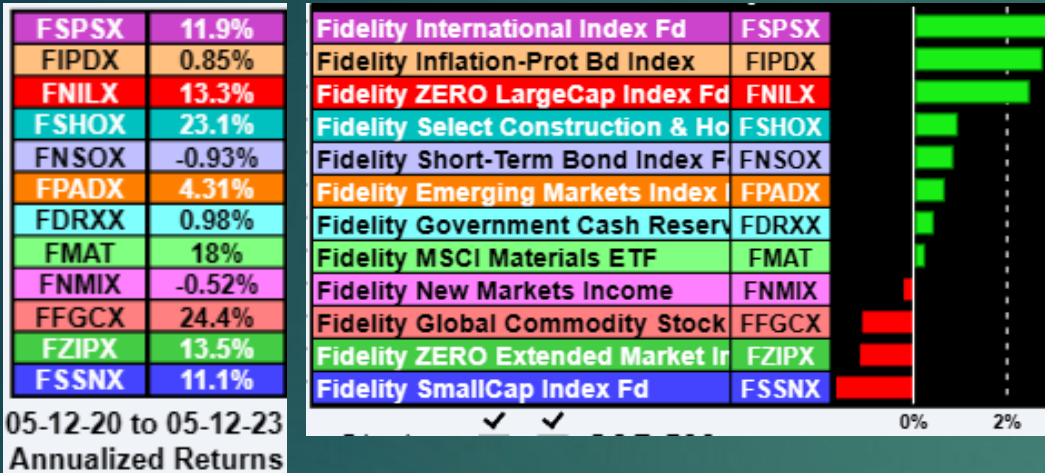 FSPSX 11.9%
FIPDX 0.85%
FNILX 13.3%
FSHOX 23.1%
FNSOX -0.93%
FPADX 4.31%
FDRXX 0.98%
FMAT 18%
FNMIX -0.52%
FFGCX 24.4%
FZIPX 13.5%
FSSNX 11.1%
05-12-20 to 05-12-23
Annualized Returns
Fidelity International Index Fd FSPSX
Fidelity Inflation-Prot Bd Index FIPDX
Fidelity ZERO LargeCap Index Fd FNILX
Fidelity Select Construction & Ho FSHOX
Fidelity Short-Term Bond Index F FNSOX
Fidelity Emerging Markets Index FPADX
Fidelity Government Cash Reserv FDRXX
Fidelity MSCI Materials ETF FMAT
Fidelity New Markets Income FNMIX
Fidelity Global Commodity Stock FFGCX
Fidelity ZERO Extended Market In FZIPX
Fidelity SmallCap Index Fd FSSNX
0% 2%